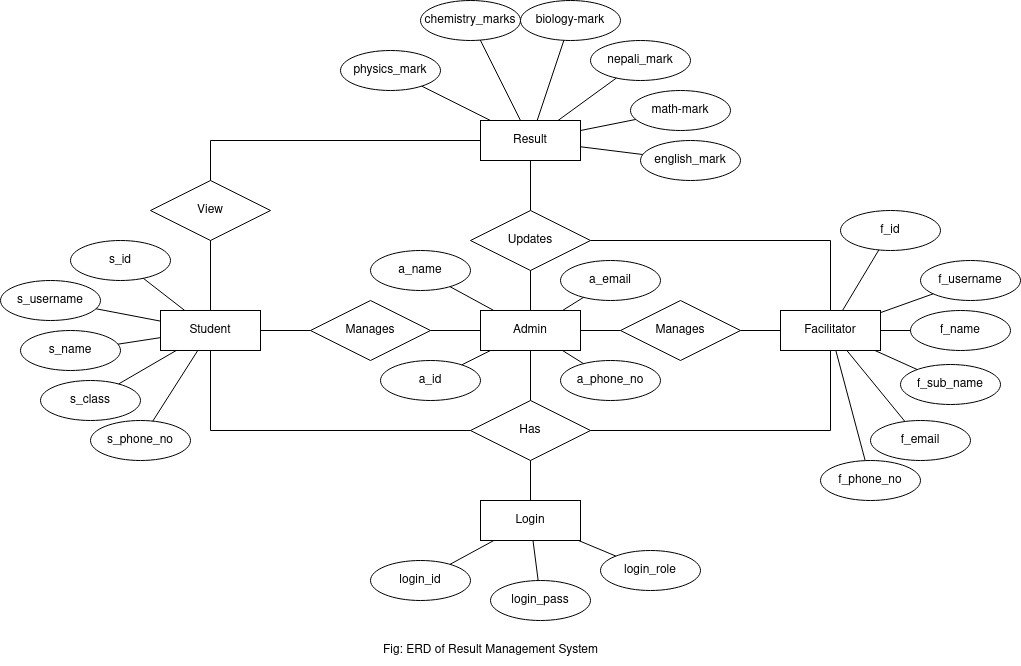 chemistry_marks
biology-mark
physics_mark
nepali_mark
math-mark
Result
english_mark
View
Updates
f_id
s_id
a_name
a_email
f_username
s_username
Student
Manages
Admin
Manages
Facilitator
f_name
s_name
a_id
a_phone_no
f_sub_name
s_class
s_phone_no
Has
f_email
f_phone_no
Login
login_id
login_pass
login_role
Fig: ERD of Result Management System